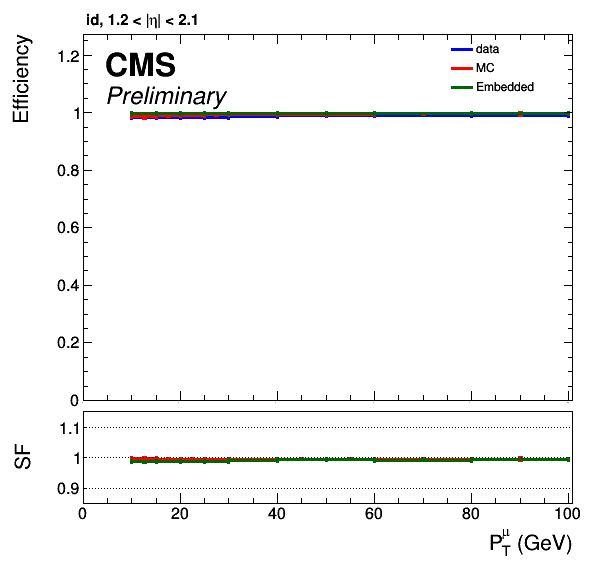 id, 1.2 < |η| < 2.1
CMS
Preliminary
data
MC
Embedded
Efficiency
1.2
1
0.8
0.6
0.4
0.2
0
SF
1.1
1
0.9
0 20 40 60 80 100
P_T^μ (GeV)